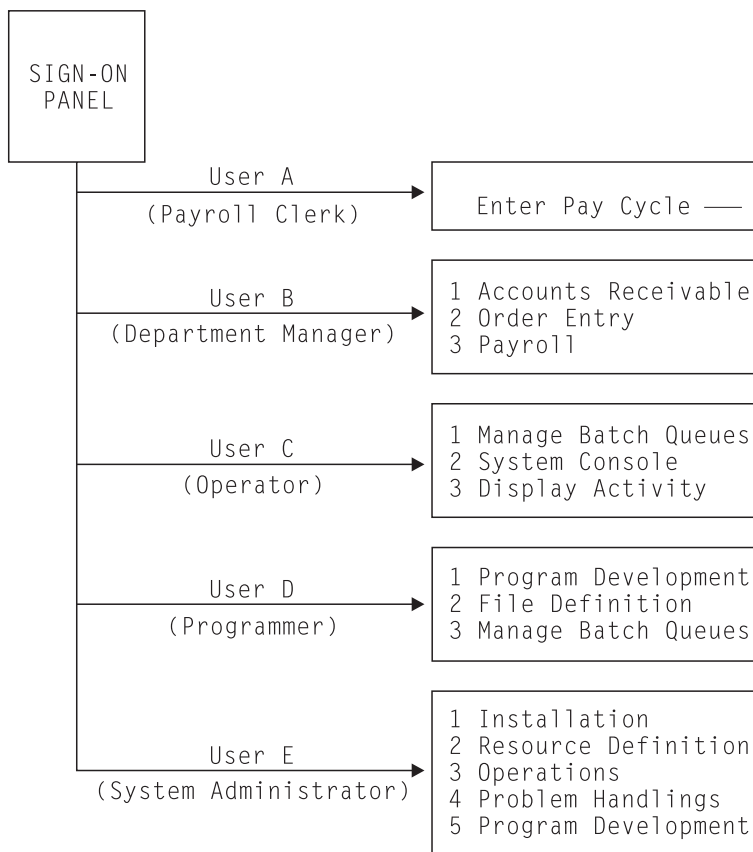 SIGN-ON
PANEL
User A
(Payroll Clerk)
Enter Pay Cycle —
User B
(Department Manager)
1 Accounts Receivable
2 Order Entry
3 Payroll
User C
(Operator)
1 Manage Batch Queues
2 System Console
3 Display Activity
User D
(Programmer)
1 Program Development
2 File Definition
3 Manage Batch Queues
User E
(System Administrator)
1 Installation
2 Resource Definition
3 Operations
4 Problem Handlings
5 Program Development